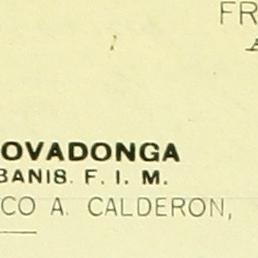 FR
A
OVADONGA
BANIS. F. I. M.
CO A. CALDERON,